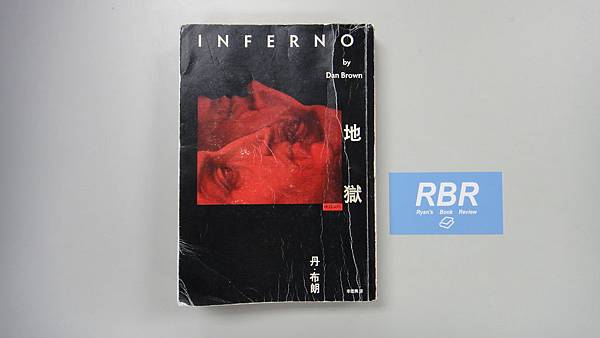 INFERNO
by
Dan Brown
地獄
丹·布朗
RBR
Ryan's Book Review